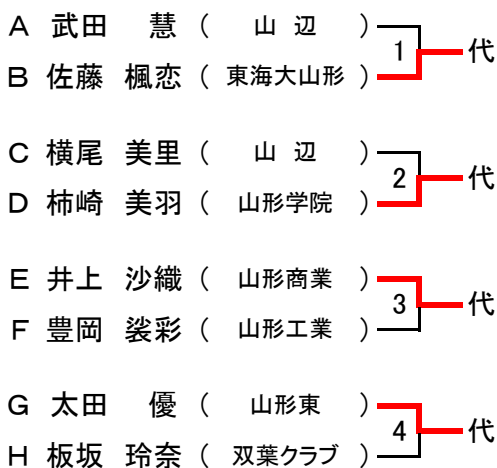 A 武田 慧 ( 山 辺 )
1 代
B 佐藤 楓恋 ( 東海大山形 )
C 横尾 美里 ( 山 辺 )
2 代
D 柿崎 美羽 ( 山形学院 )
E 井上 沙織 ( 山形商業 )
3 代
F 豊岡 裟彩 ( 山形工業 )
G 太田 優 ( 山形東 )
4 代
H 板坂 玲奈 ( 双葉クラブ )